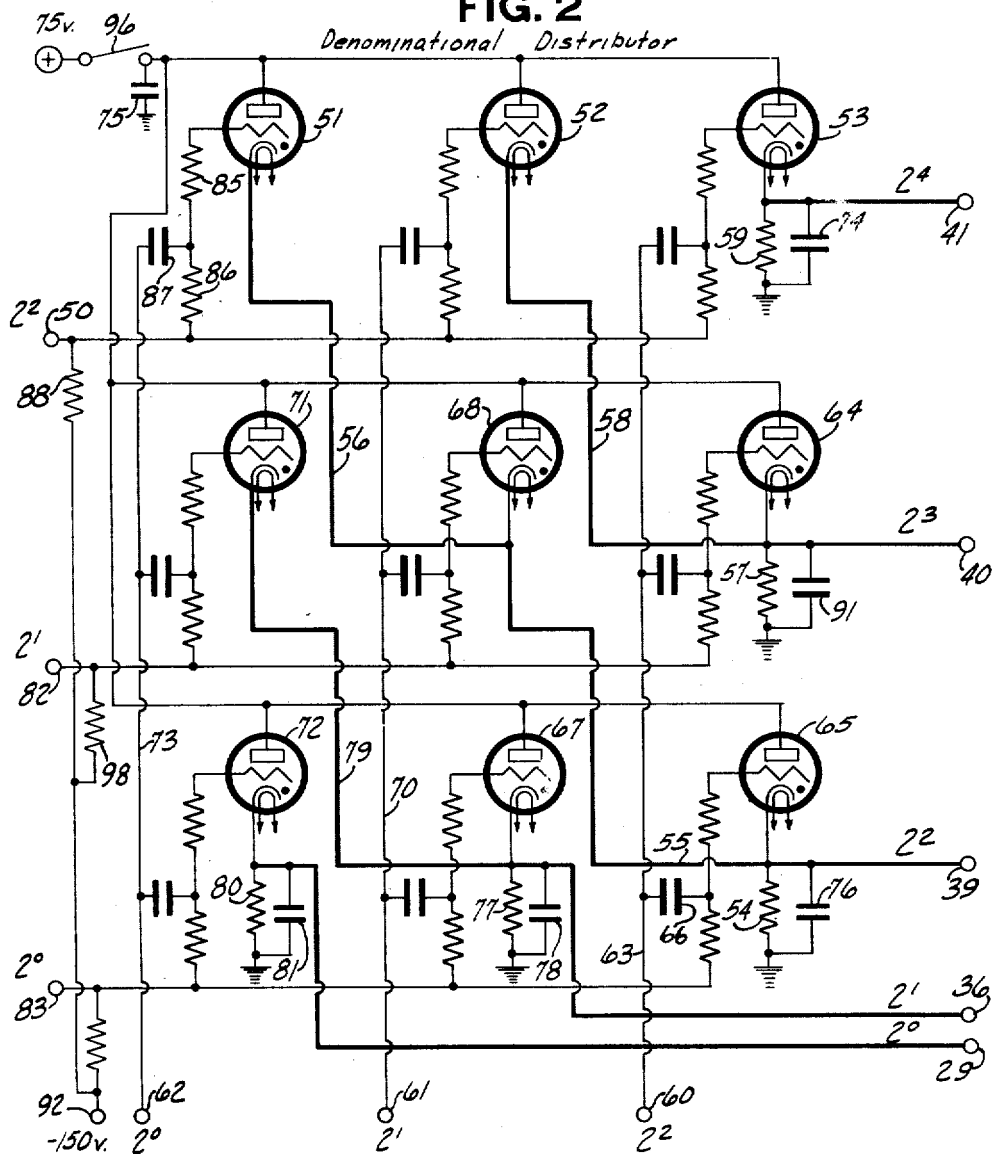 FIG. 2
75v. 96
Denominational Distributor
75 51 52 53
85
2⁴
59 74 41
87 86
2² 50
88 71 68 64
56 58
2³
57 91 40
2¹
82
98 73 72 79 70 67 65
55 2²
39
80 81 77 78 63 66 54 76
2⁰
83
2¹ 36
2⁰
29
92 62 61 60
-150v. 2⁰ 2¹ 2²